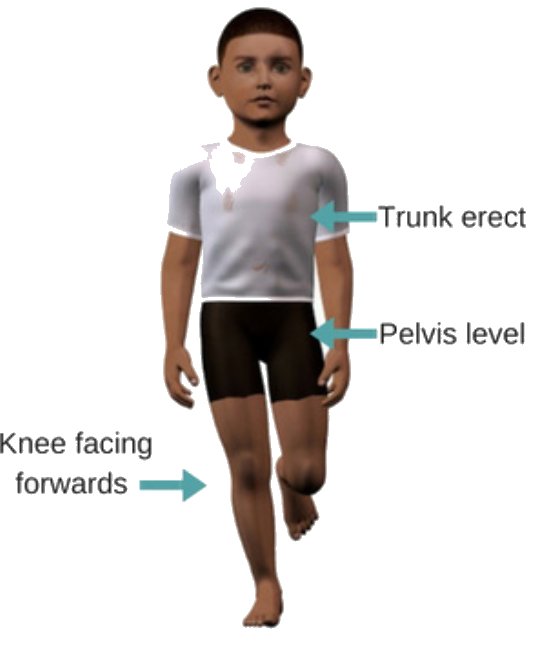 Trunk erect
Pelvis level
Knee facing
forwards